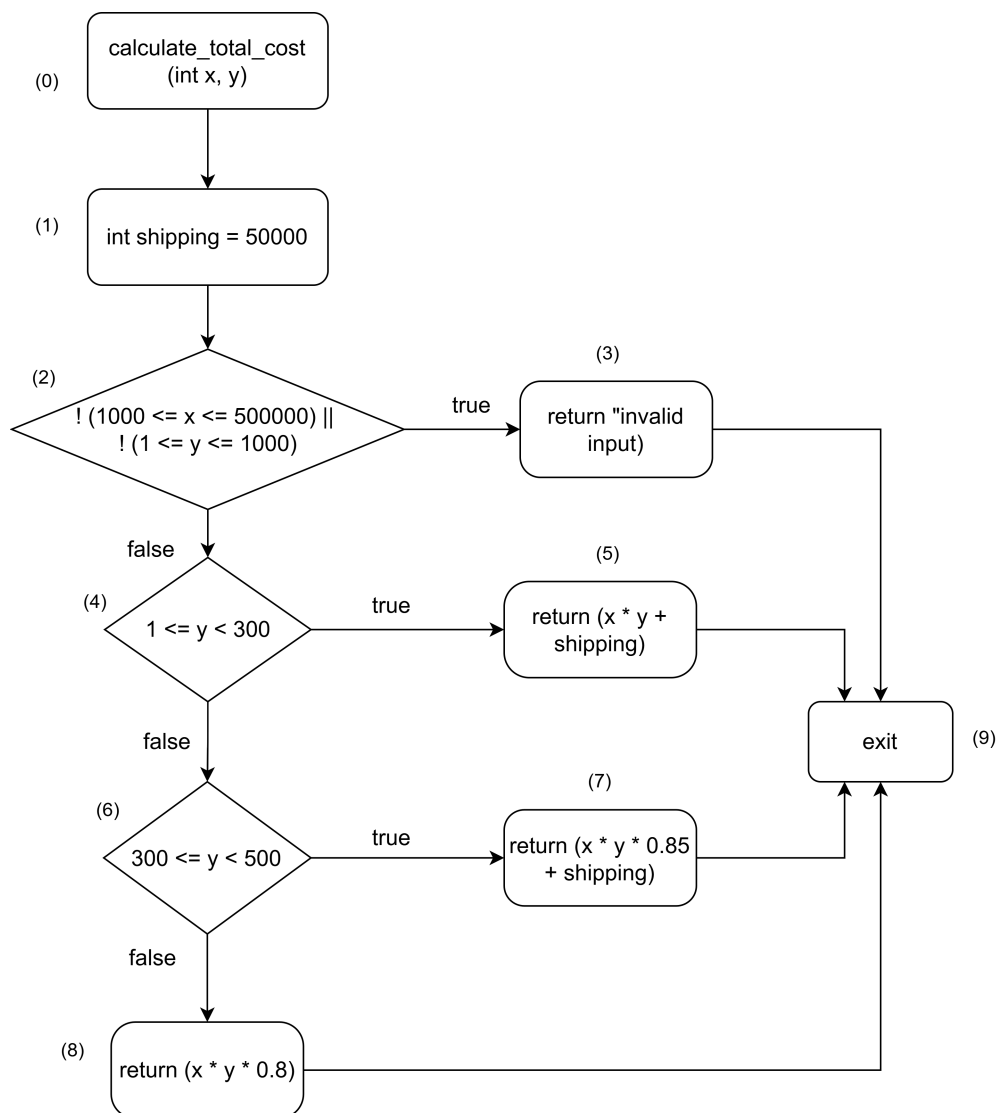 calculate_total_cost
(int x, y)
(0)
(1)
int shipping = 50000
(2)
! (1000 <= x <= 500000) ||
! (1 <= y <= 1000)
true
(3)
return "invalid
input)
false
(4)
1 <= y < 300
true
(5)
return (x * y +
shipping)
false
exit
(9)
(6)
300 <= y < 500
true
(7)
return (x * y * 0.85
+ shipping)
false
(8)
return (x * y * 0.8)